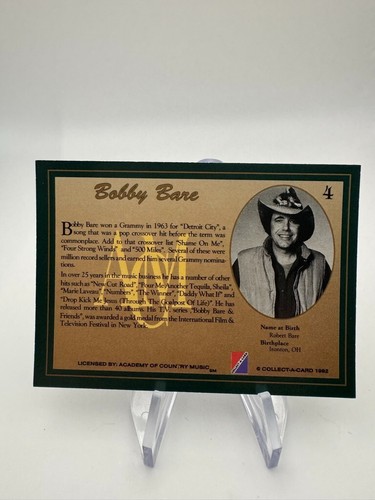 Bobby Bare
4
Bobby Bare won a Grammy in 1963 for "Detroit City", a
song that was a pop crossover hit before the term was
commonplace. Add to that crossover list "Shame On Me",
"Four Strong Winds" and "500 Miles". Several of these were
million record sellers and earned him several Grammy nomina-
tions.
In over 25 years in the music business he has a number of other
hits such as "New Cut Road", "Pour Me Another Tequila, Sheila",
"Marie Laveau", "Numbers", "The Winner", "Daddy What If" and
"Drop Kick Me Jesus (Through The Goalpost Of Life)". He has
released more than 40 albums. His T.V. series ,"Bobby Bare &
Friends", was awarded a gold medal from the International Film &
Television Festival in New York.
Name at Birth
Robert Bare
Birthplace
Ironton, OH
LICENSED BY: ACADEMY OF COUNTRY MUSIC
© COLLECT-A-CARD 1992